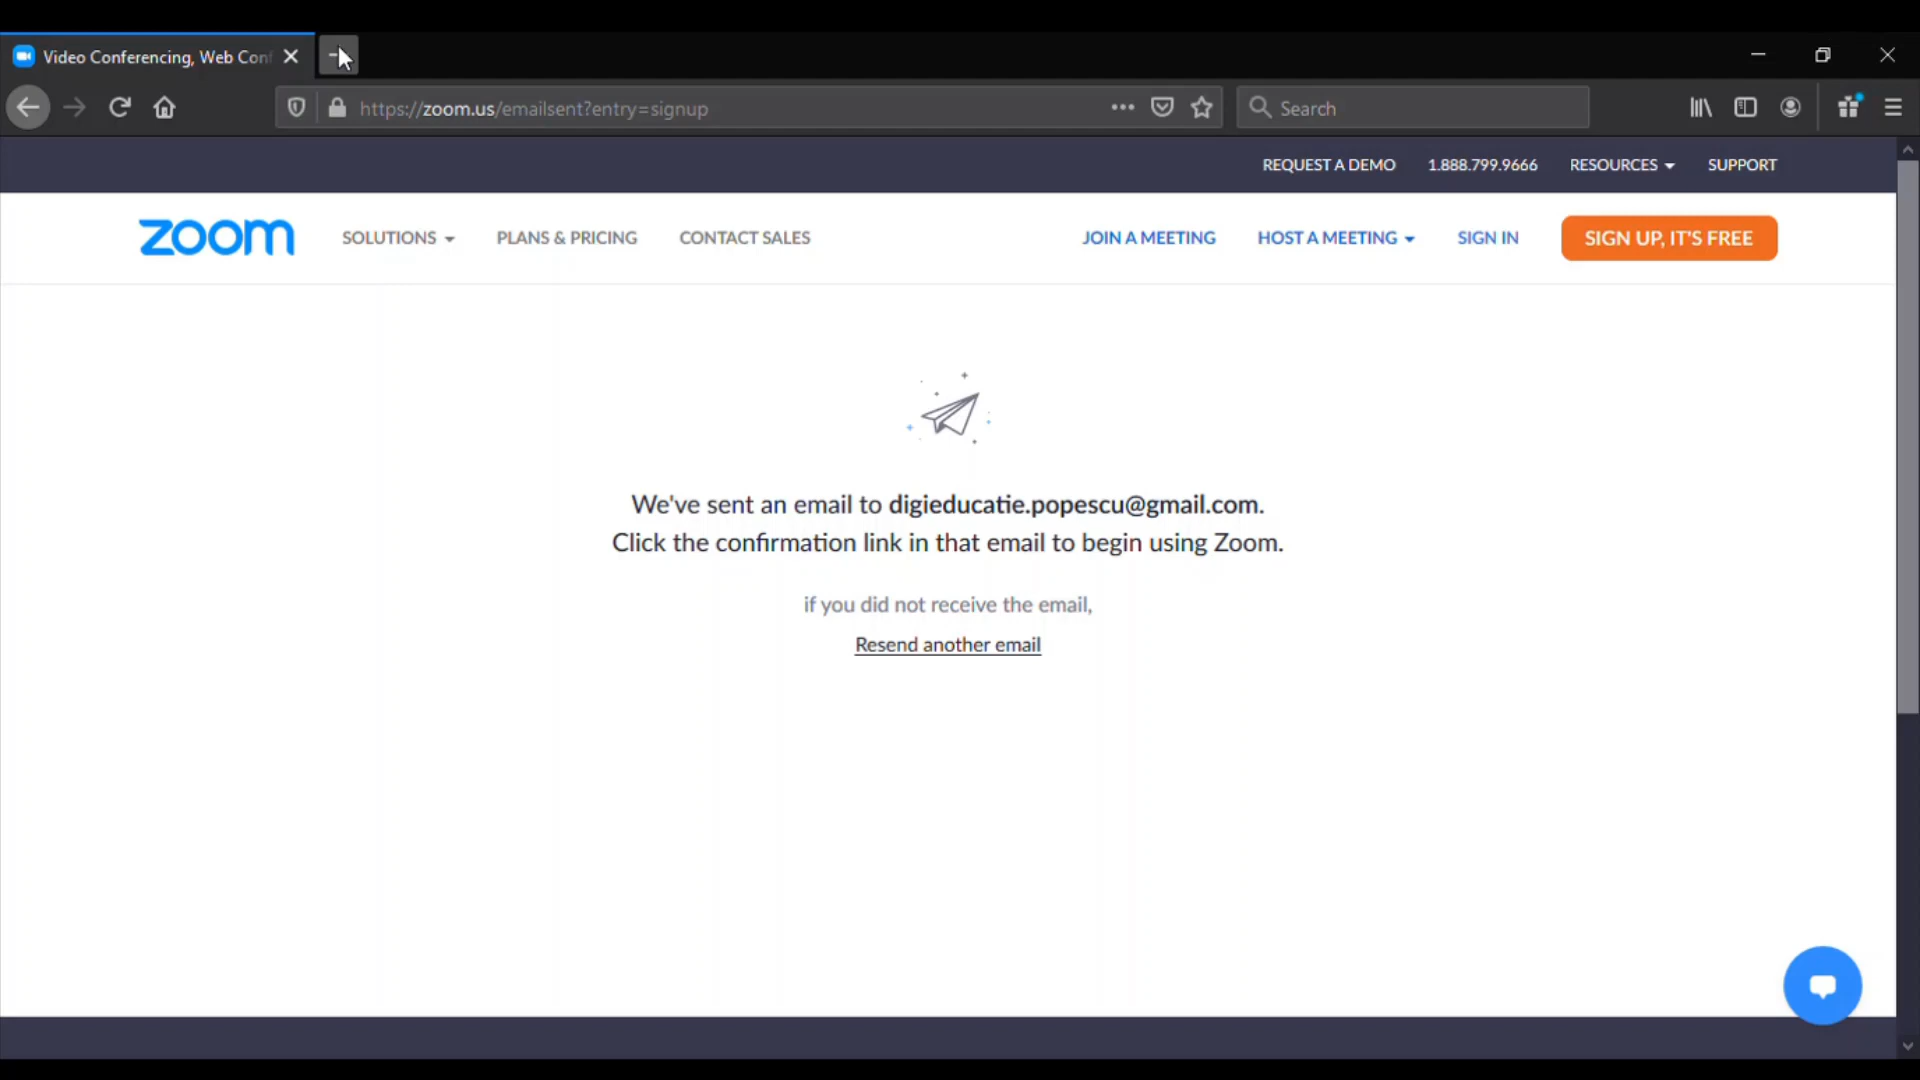 Video Conferencing, Web Conf
https://zoom.us/emailsent?entry=signup
Search
REQUEST A DEMO 1.888.799.9666 RESOURCES SUPPORT
zoom SOLUTIONS PLANS & PRICING CONTACT SALES JOIN A MEETING HOST A MEETING SIGN IN SIGN UP, IT'S FREE
We've sent an email to digieducatie.popescu@gmail.com.
Click the confirmation link in that email to begin using Zoom.
if you did not receive the email,
Resend another email